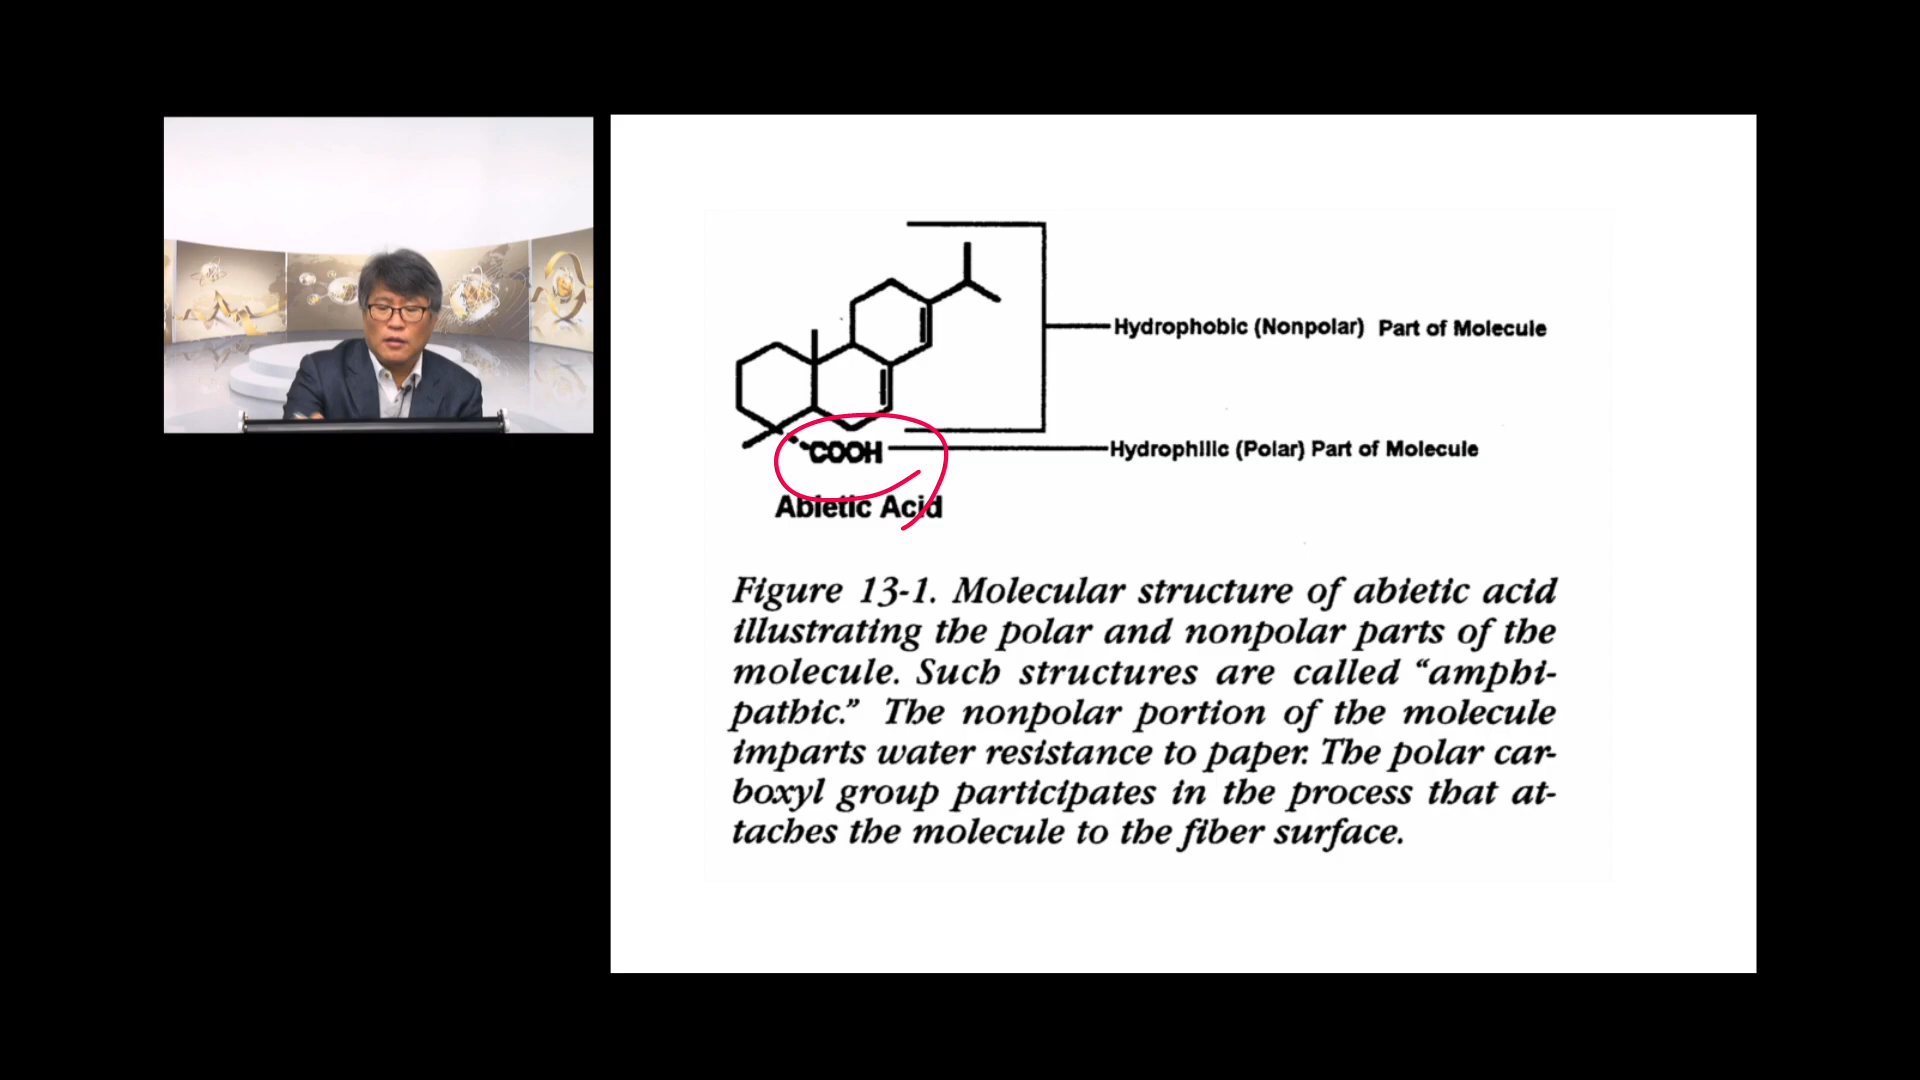 Hydrophobic (Nonpolar) Part of Molecule
COOH
Hydrophilic (Polar) Part of Molecule
Abietic Acid
Figure 13-1. Molecular structure of abietic acid
illustrating the polar and nonpolar parts of the
molecule. Such structures are called “amphi-
pathic.” The nonpolar portion of the molecule
imparts water resistance to paper. The polar car-
boxyl group participates in the process that at-
taches the molecule to the fiber surface.